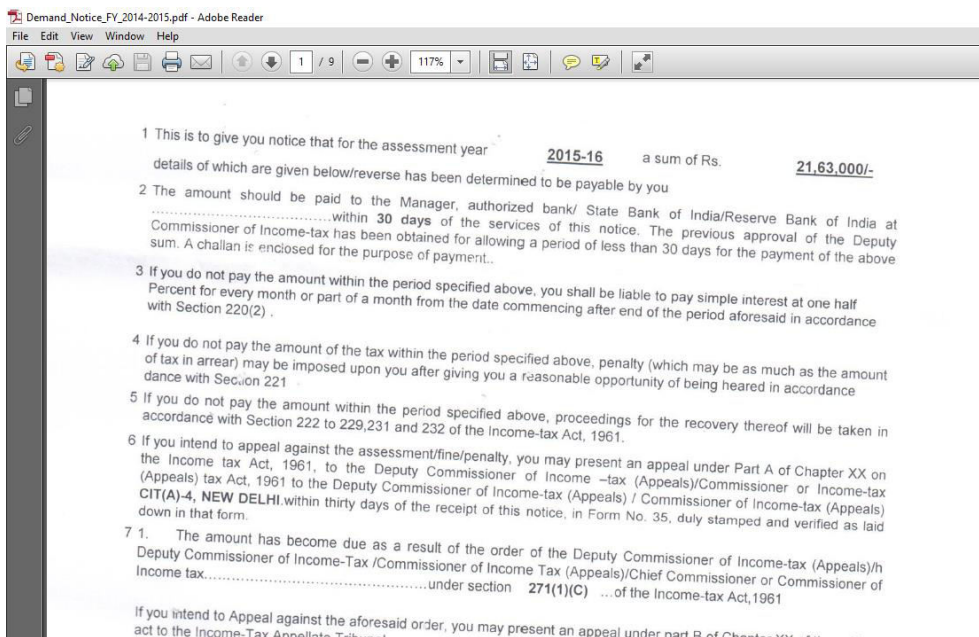 Demand_Notice_FY_2014-2015.pdf - Adobe Reader
File Edit View Window Help
1 / 9 117%
1 This is to give you notice that for the assessment year 2015-16 a sum of Rs. 21,63,000/-
details of which are given below/reverse has been determined to be payable by you
2 The amount should be paid to the Manager, authorized bank/ State Bank of India/Reserve Bank of India at
..................................within 30 days of the services of this notice. The previous approval of the Deputy
Commissioner of Income-tax has been obtained for allowing a period of less than 30 days for the payment of the above
sum. A challan is enclosed for the purpose of payment..
3 If you do not pay the amount within the period specified above, you shall be liable to pay simple interest at one half
Percent for every month or part of a month from the date commencing after end of the period aforesaid in accordance
with Section 220(2) .
4 If you do not pay the amount of the tax within the period specified above, penalty (which may be as much as the amount
of tax in arrear) may be imposed upon you after giving you a reasonable opportunity of being heared in accordance
dance with Section 221
5 If you do not pay the amount within the period specified above, proceedings for the recovery thereof will be taken in
accordance with Section 222 to 229,231 and 232 of the Income-tax Act, 1961.
6 If you intend to appeal against the assessment/fine/penalty, you may present an appeal under Part A of Chapter XX on
the Income tax Act, 1961, to the Deputy Commissioner of Income –tax (Appeals)/Commissioner or Income-tax
(Appeals) tax Act, 1961 to the Deputy Commissioner of Income-tax (Appeals) / Commissioner of Income-tax (Appeals)
CIT(A)-4, NEW DELHI.within thirty days of the receipt of this notice, in Form No. 35, duly stamped and verified as laid
down in that form.
7 1. The amount has become due as a result of the order of the Deputy Commissioner of Income-tax (Appeals)/h
Deputy Commissioner of Income-Tax /Commissioner of Income Tax (Appeals)/Chief Commissioner or Commissioner of
Income tax..........................................under section 271(1)(C) ...of the Income-tax Act,1961
If you intend to Appeal against the aforesaid order, you may present an appeal under part B of Chapter XX of the
act to the Income-Tax Appellate Tribunal